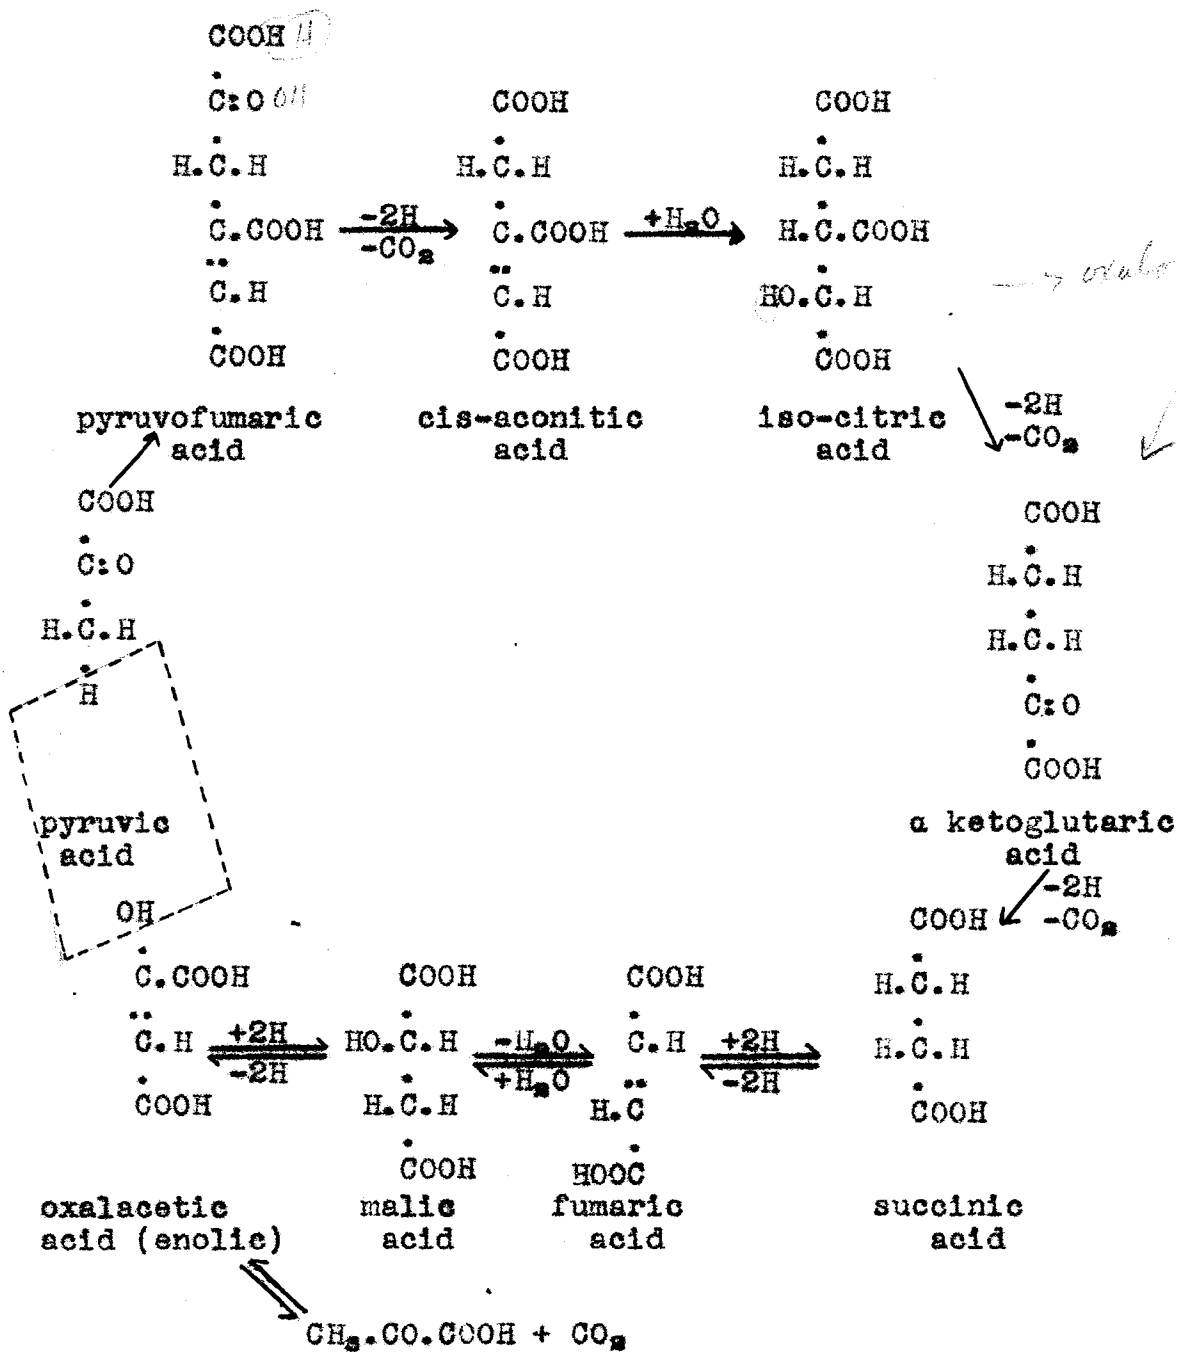 COOH H
C:O OH
H.C.H
C.COOH
C.H
COOH
pyruvofumaric
acid
-2H
-CO2
COOH
H.C.H
C.COOH
C.H
COOH
cis-aconitic
acid
+H2O
COOH
H.C.H
H.C.COOH
HO.C.H
COOH
iso-citric
acid
-2H
-CO2
COOH
H.C.H
H.C.H
C:O
COOH
α ketoglutaric
acid
-2H
-CO2
COOH
C:O
H.C.H
H
pyruvic
acid
OH
C.COOH
C.H
COOH
oxalacetic
acid (enolic)
+2H
-2H
COOH
HO.C.H
H.C.H
COOH
malic
acid
-H2O
+H2O
COOH
C.H
H.C
HOOC
fumaric
acid
+2H
-2H
COOH
H.C.H
H.C.H
COOH
succinic
acid
CH3.CO.COOH + CO2